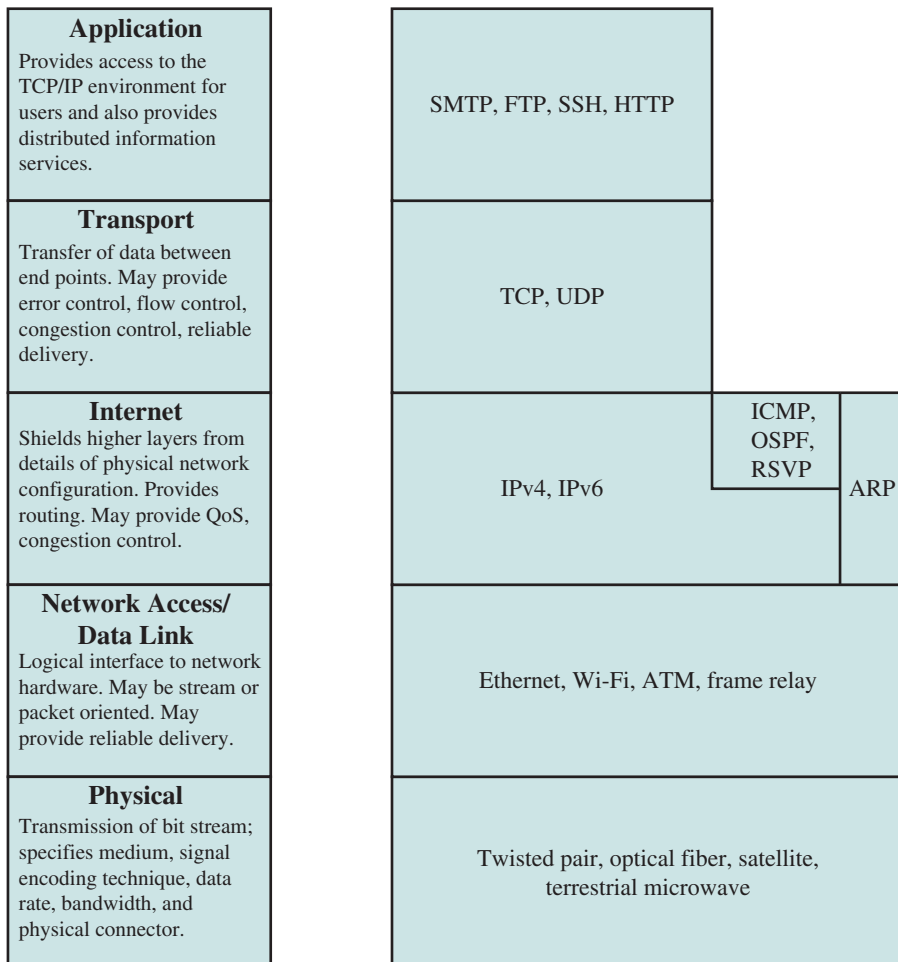 Application
Provides access to the
TCP/IP environment for
users and also provides
distributed information
services.
SMTP, FTP, SSH, HTTP
Transport
Transfer of data between
end points. May provide
error control, flow control,
congestion control, reliable
delivery.
TCP, UDP
Internet
Shields higher layers from
details of physical network
configuration. Provides
routing. May provide QoS,
congestion control.
IPv4, IPv6
ICMP,
OSPF,
RSVP
ARP
Network Access/
Data Link
Logical interface to network
hardware. May be stream or
packet oriented. May
provide reliable delivery.
Ethernet, Wi-Fi, ATM, frame relay
Physical
Transmission of bit stream;
specifies medium, signal
encoding technique, data
rate, bandwidth, and
physical connector.
Twisted pair, optical fiber, satellite,
terrestrial microwave